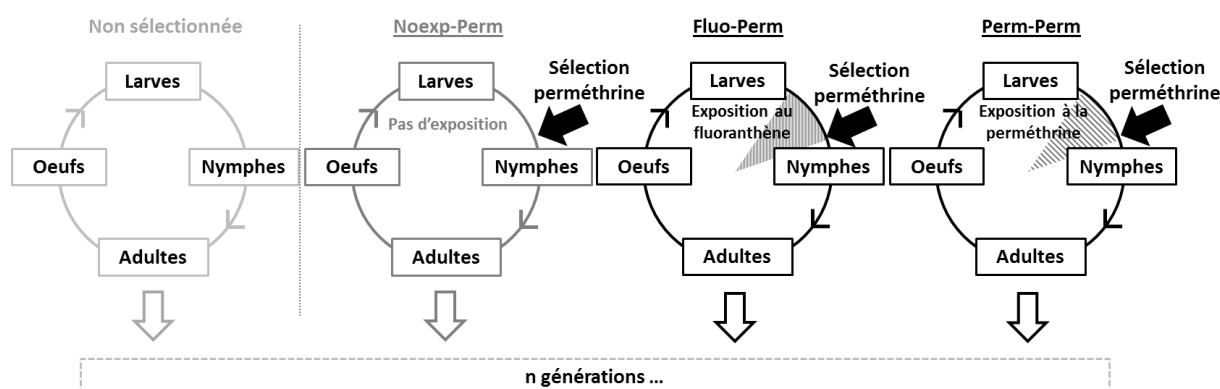 Non sélectionnée
Larves
Oeufs
Nymphes
Adultes
Noexp-Perm
Larves
Sélection
perméthrine
Pas d'exposition
Oeufs
Nymphes
Adultes
Fluo-Perm
Larves
Sélection
perméthrine
Exposition au
fluoranthène
Oeufs
Nymphes
Adultes
Perm-Perm
Larves
Sélection
perméthrine
Exposition à la
perméthrine
Oeufs
Nymphes
Adultes
n générations ...